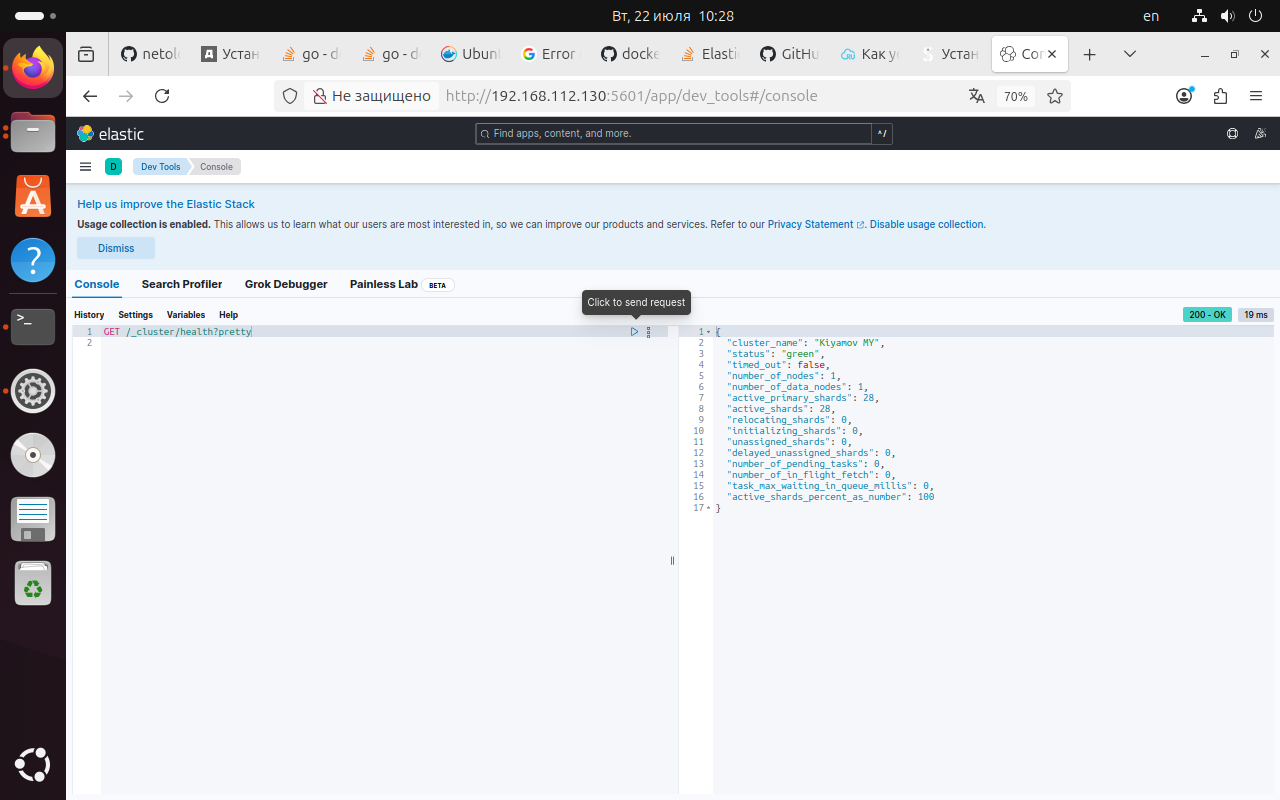 Вт, 22 июля 10:28
en
netol
Устан
go - d
go - d
Ubunt
Error
docke
Elasti
GitHu
Как ус
Устан
Con
Не защищено
http://192.168.112.130:5601/app/dev_tools#/console
70%
elastic
Find apps, content, and more.
^/
D
Dev Tools
Console
Help us improve the Elastic Stack
Usage collection is enabled. This allows us to learn what our users are most interested in, so we can improve our products and services. Refer to our Privacy Statement. Disable usage collection.
Dismiss
Console
Search Profiler
Grok Debugger
Painless Lab
BETA
Click to send request
History
Settings
Variables
Help
200 - OK
19 ms
1 GET /_cluster/health?pretty
2
1 {
2 "cluster_name": "Kiyamov MY",
3 "status": "green",
4 "timed_out": false,
5 "number_of_nodes": 1,
6 "number_of_data_nodes": 1,
7 "active_primary_shards": 28,
8 "active_shards": 28,
9 "relocating_shards": 0,
10 "initializing_shards": 0,
11 "unassigned_shards": 0,
12 "delayed_unassigned_shards": 0,
13 "number_of_pending_tasks": 0,
14 "number_of_in_flight_fetch": 0,
15 "task_max_waiting_in_queue_millis": 0,
16 "active_shards_percent_as_number": 100
17 }